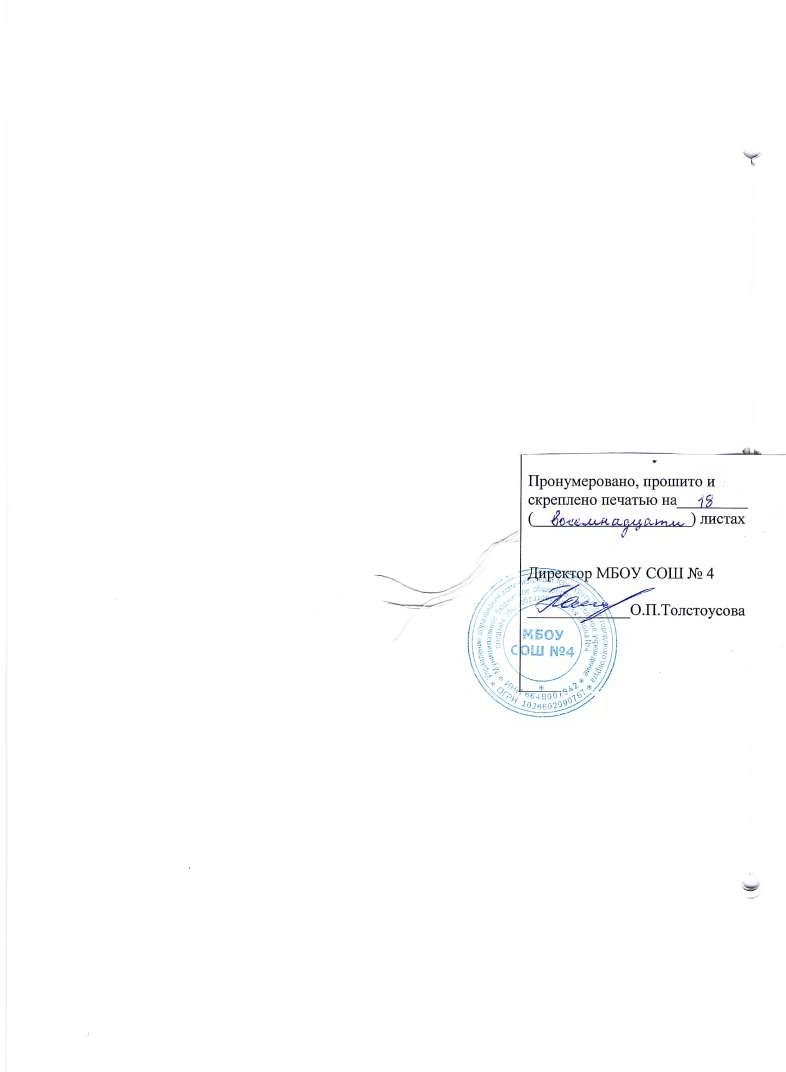 Пронумеровано, прошито и
скреплено печатью на 18
( восемнадцати ) листах
Директор МБОУ СОШ № 4
О.П.Толстоусова
МБОУ
СОШ №4